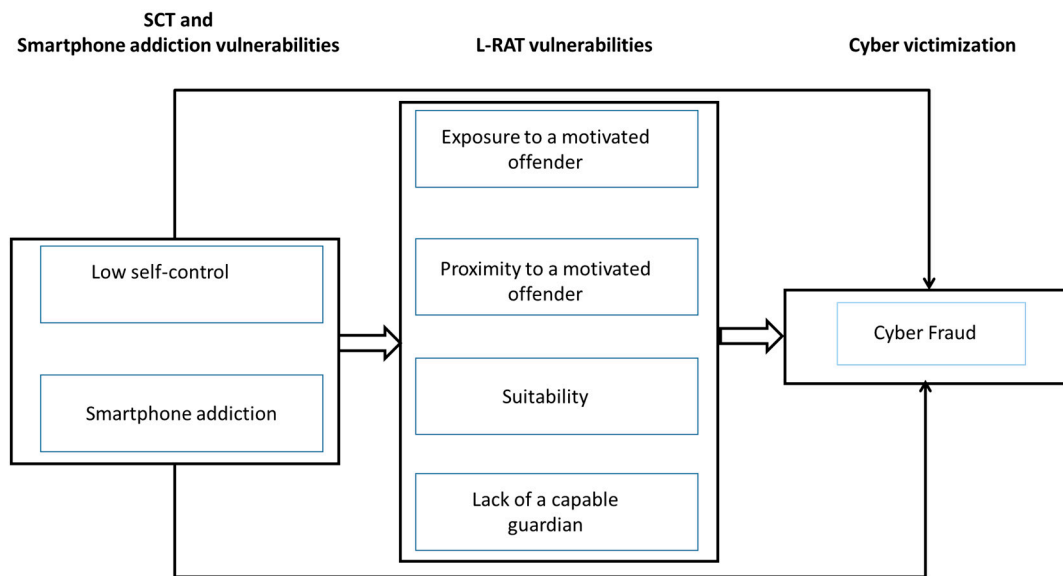 SCT and
Smartphone addiction vulnerabilities
L-RAT vulnerabilities
Cyber victimization
Exposure to a motivated
offender
Low self-control
Proximity to a motivated
offender
Cyber Fraud
Smartphone addiction
Suitability
Lack of a capable
guardian